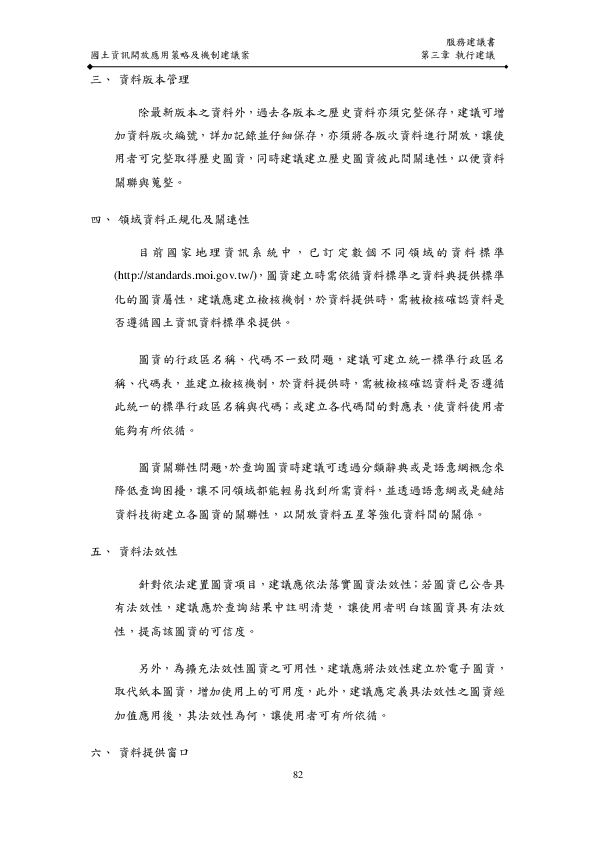 服務建議書
國土資訊開放應用策略及機制建議案 第三章 執行建議
三、 資料版本管理
除最新版本之資料外，過去各版本之歷史資料亦須完整保存，建議可增
加資料版次編號，詳加記錄並仔細保存，亦須將各版次資料進行開放，讓使
用者可完整取得歷史圖資，同時建議建立歷史圖資彼此間關連性，以便資料
關聯與蒐整。
四、 領域資料正規化及關連性
目前國家地理資訊系統中，已訂定數個不同領域的資料標準
(http://standards.moi.gov.tw/)，圖資建立時需依循資料標準之資料典提供標準
化的圖資屬性，建議應建立檢核機制，於資料提供時，需被檢核確認資料是
否遵循國土資訊資料標準來提供。
圖資的行政區名稱、代碼不一致問題，建議可建立統一標準行政區名
稱、代碼表，並建立檢核機制，於資料提供時，需被檢核確認資料是否遵循
此統一的標準行政區名稱與代碼；或建立各代碼間的對應表，使資料使用者
能夠有所依循。
圖資關聯性問題，於查詢圖資時建議可透過分類辭典或是語意網概念來
降低查詢困擾，讓不同領域都能輕易找到所需資料，並透過語意網或是鏈結
資料技術建立各圖資的關聯性，以開放資料五星等強化資料間的關係。
五、 資料法效性
針對依法建置圖資項目，建議應依法落實圖資法效性；若圖資已公告具
有法效性，建議應於查詢結果中註明清楚，讓使用者明白該圖資具有法效
性，提高該圖資的可信度。
另外，為擴充法效性圖資之可用性，建議應將法效性建立於電子圖資，
取代紙本圖資，增加使用上的可用度，此外，建議應定義具法效性之圖資經
加值應用後，其法效性為何，讓使用者可有所依循。
六、 資料提供窗口
82